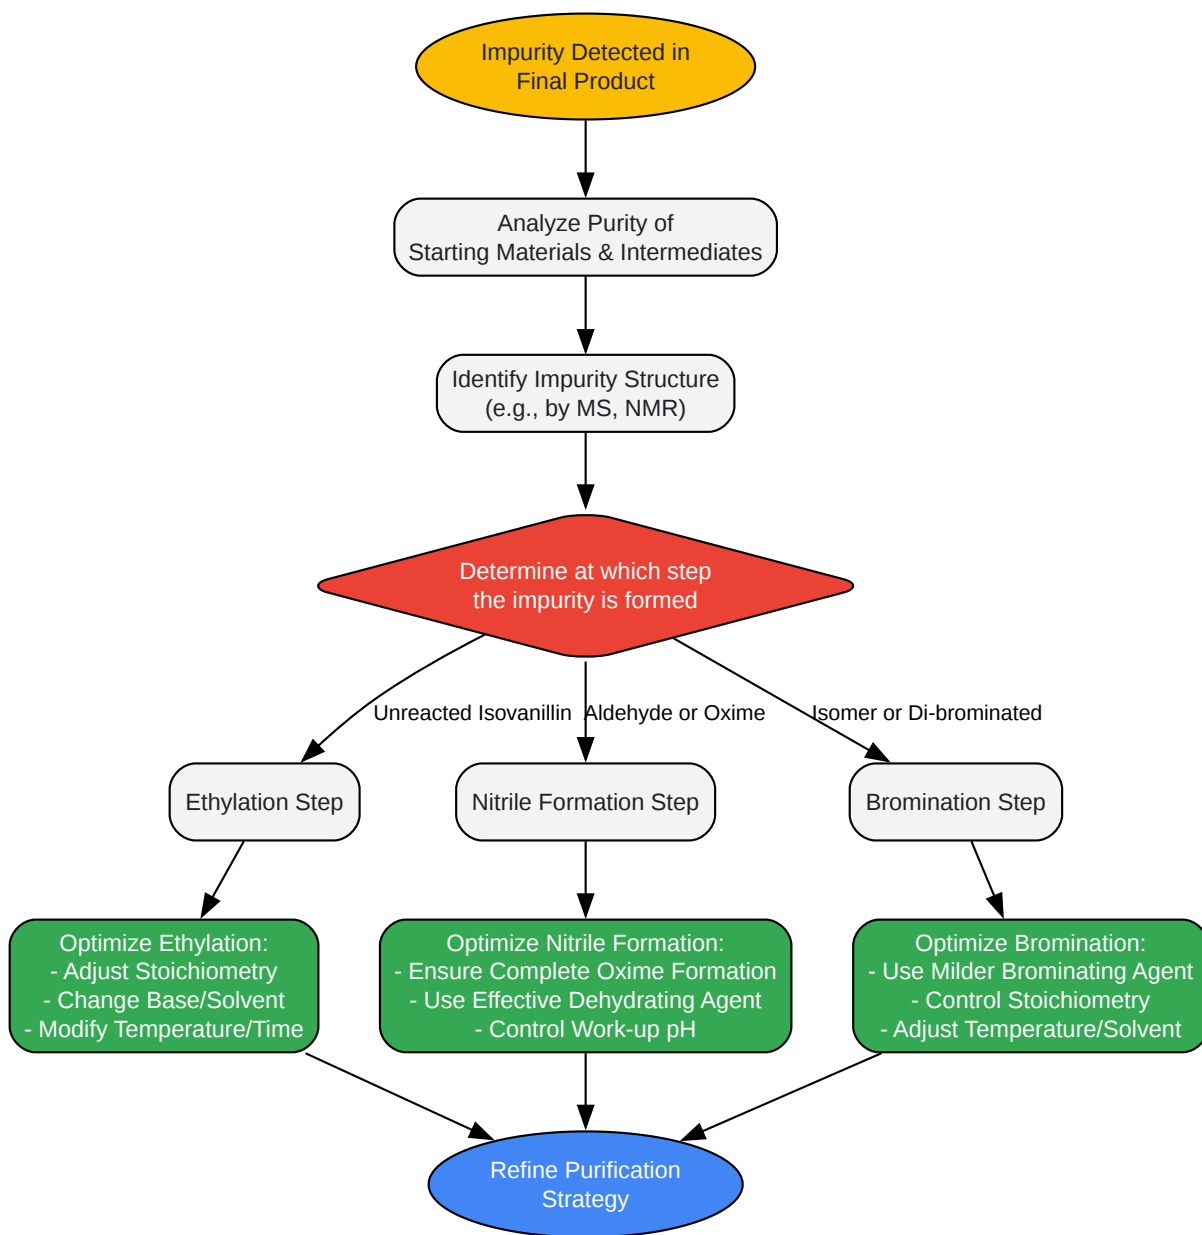 Impurity Detected in
Final Product
Analyze Purity of
Starting Materials & Intermediates
Identify Impurity Structure
(e.g., by MS, NMR)
Determine at which step
the impurity is formed
Unreacted Isovanillin
Aldehyde or Oxime
Isomer or Di-brominated
Ethylation Step
Nitrile Formation Step
Bromination Step
Optimize Ethylation:
- Adjust Stoichiometry
- Change Base/Solvent
- Modify Temperature/Time
Optimize Nitrile Formation:
- Ensure Complete Oxime Formation
- Use Effective Dehydrating Agent
- Control Work-up pH
Optimize Bromination:
- Use Milder Brominating Agent
- Control Stoichiometry
- Adjust Temperature/Solvent
Refine Purification
Strategy